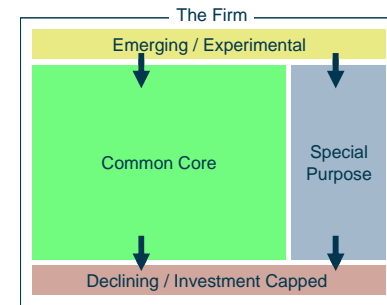 The Firm
Emerging / Experimental
Common Core
Special
Purpose
Declining / Investment Capped